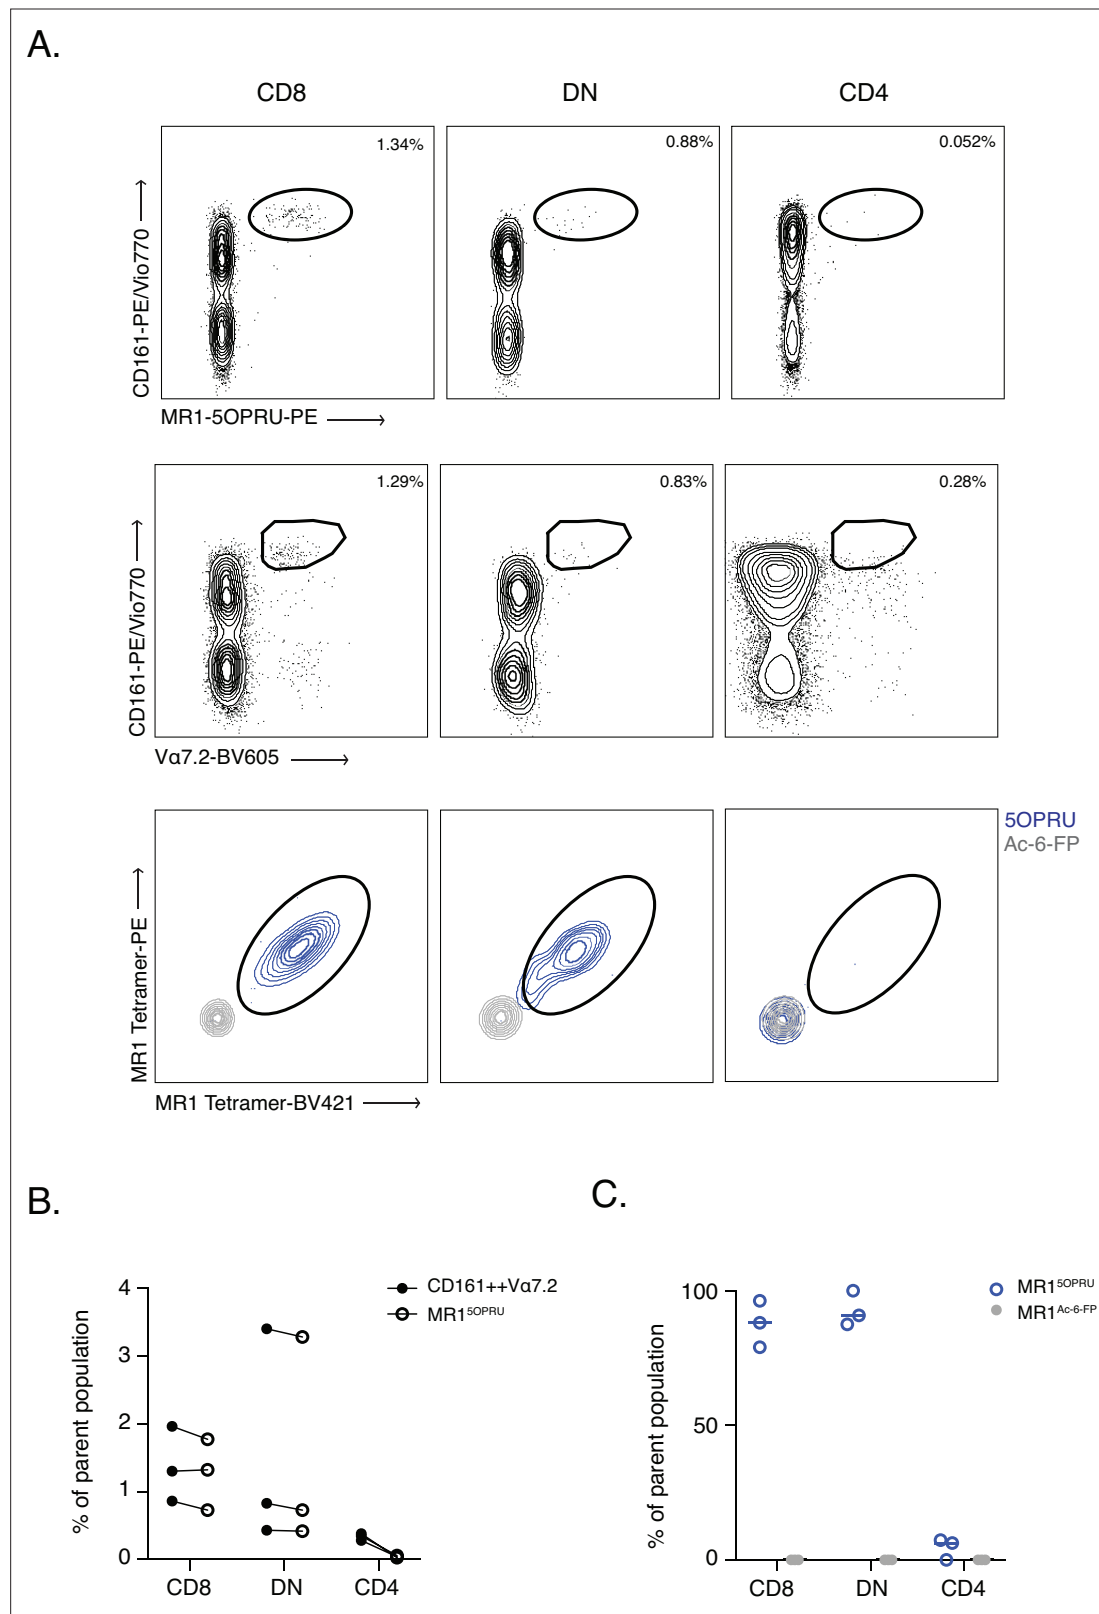 A.
CD8 DN CD4
1.34% 0.88% 0.052%
CD161-PE/Vio770
MR1-5OPRU-PE
1.29% 0.83% 0.28%
CD161-PE/Vio770
Vα7.2-BV605
5OPRU
Ac-6-FP
MR1 Tetramer-PE
MR1 Tetramer-BV421
B.
CD161++Vα7.2
MR1^5OPRU
% of parent population
4
3
2
1
0
CD8 DN CD4
C.
MR1^5OPRU
MR1^Ac-6-FP
% of parent population
100
50
0
CD8 DN CD4